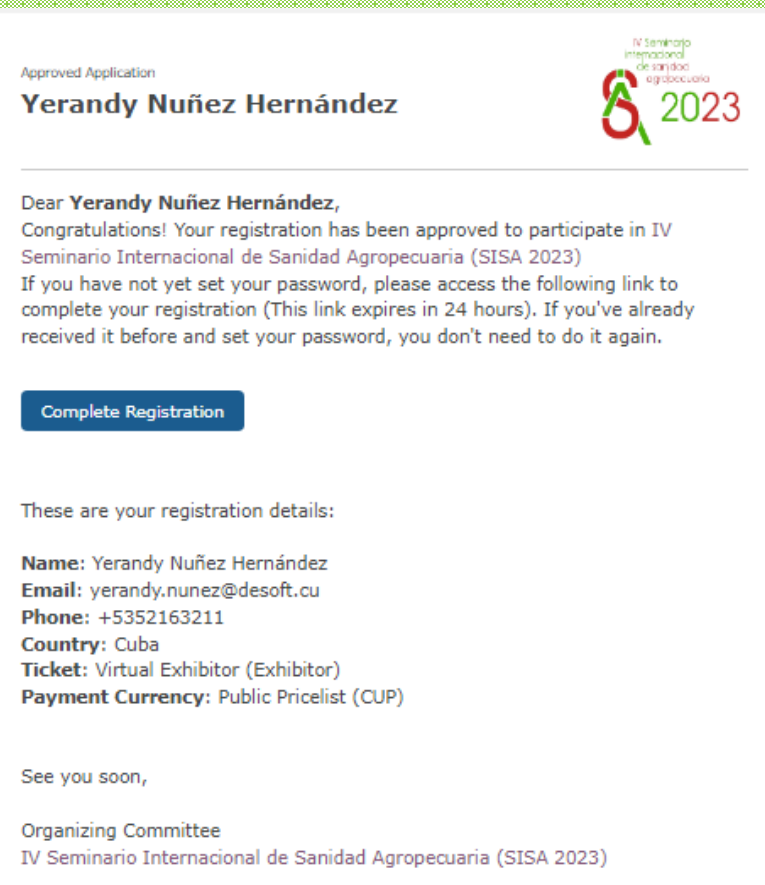 Approved Application
Yerandy Nuñez Hernández
IV Seminario
internacional
de sanidad
agropecuaria
2023
Dear Yerandy Nuñez Hernández,
Congratulations! Your registration has been approved to participate in IV
Seminario Internacional de Sanidad Agropecuaria (SISA 2023)
If you have not yet set your password, please access the following link to
complete your registration (This link expires in 24 hours). If you've already
received it before and set your password, you don't need to do it again.
Complete Registration
These are your registration details:
Name: Yerandy Nuñez Hernández
Email: yerandy.nunez@desoft.cu
Phone: +5352163211
Country: Cuba
Ticket: Virtual Exhibitor (Exhibitor)
Payment Currency: Public Pricelist (CUP)
See you soon,
Organizing Committee
IV Seminario Internacional de Sanidad Agropecuaria (SISA 2023)